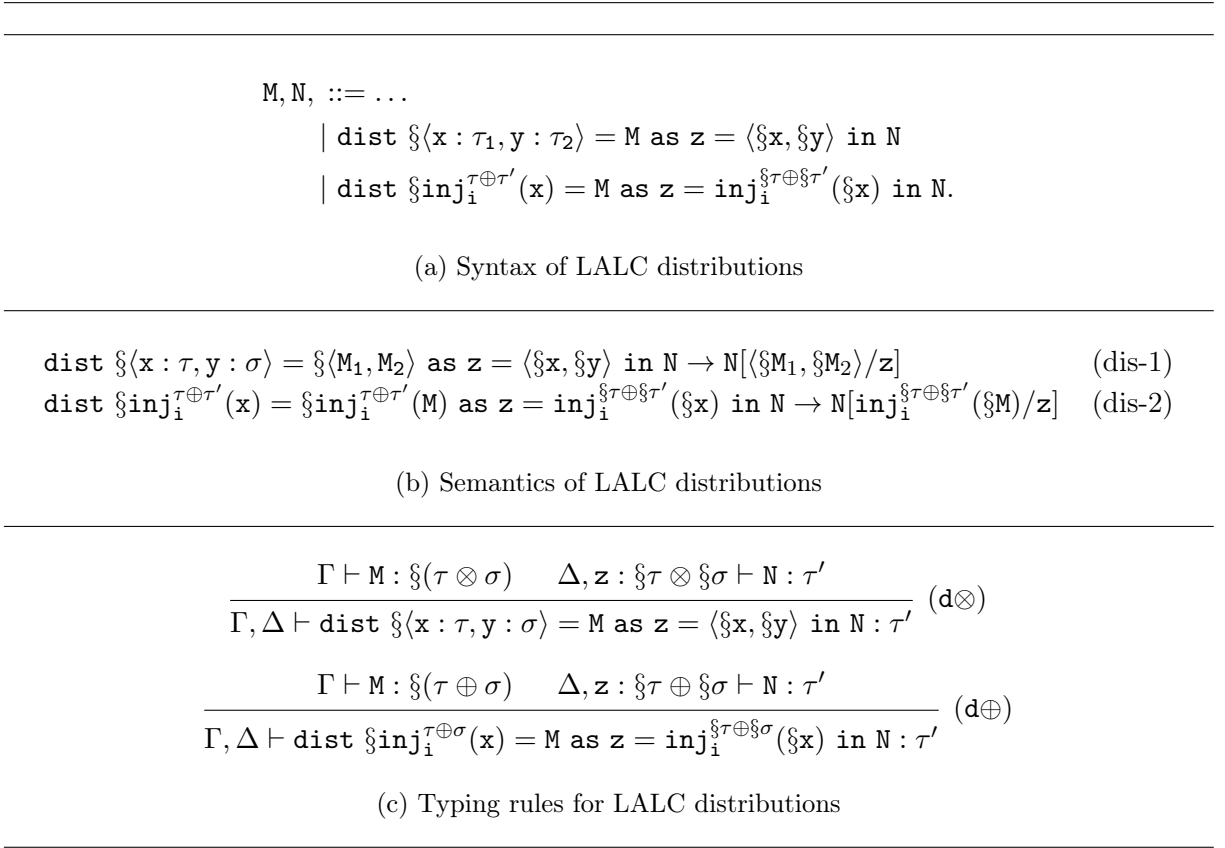 M, N, ::= …
| dist §⟨x : τ₁, y : τ₂⟩ = M as z = ⟨§x, §y⟩ in N
| dist §inj_i^{τ⊕τ′}(x) = M as z = inj_i^{§τ⊕§τ′}(§x) in N.
(a) Syntax of LALC distributions
dist §⟨x : τ, y : σ⟩ = §⟨M₁, M₂⟩ as z = ⟨§x, §y⟩ in N → N[⟨§M₁, §M₂⟩/z] (dis-1)
dist §inj_i^{τ⊕τ′}(x) = §inj_i^{τ⊕τ′}(M) as z = inj_i^{§τ⊕§τ′}(§x) in N → N[inj_i^{§τ⊕§τ′}(§M)/z] (dis-2)
(b) Semantics of LALC distributions
Γ ⊢ M : §(τ ⊗ σ) Δ, z : §τ ⊗ §σ ⊢ N : τ′
Γ, Δ ⊢ dist §⟨x : τ, y : σ⟩ = M as z = ⟨§x, §y⟩ in N : τ′ (d⊗)
Γ ⊢ M : §(τ ⊕ σ) Δ, z : §τ ⊕ §σ ⊢ N : τ′
Γ, Δ ⊢ dist §inj_i^{τ⊕σ}(x) = M as z = inj_i^{§τ⊕§σ}(§x) in N : τ′ (d⊕)
(c) Typing rules for LALC distributions